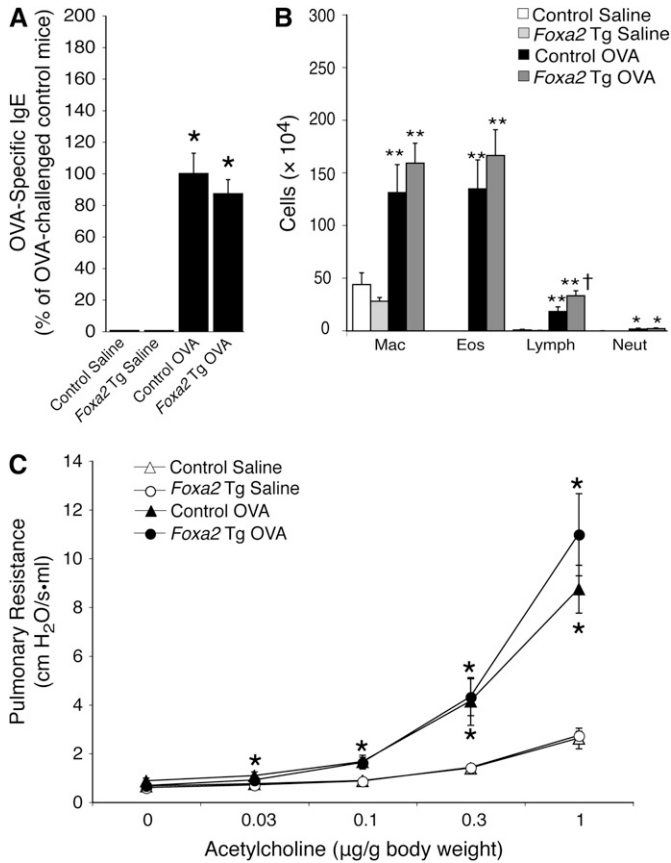 A
OVA-Specific IgE
(% of OVA-challenged control mice)
200
180
160
140
120
100
80
60
40
20
0
*
*
Control Saline
Foxa2 Tg Saline
Control OVA
Foxa2 Tg OVA
B
Control Saline
Foxa2 Tg Saline
Control OVA
Foxa2 Tg OVA
Cells (× 10⁴)
300
250
200
150
100
50
0
** **
** **
** ** †
* *
Mac Eos Lymph Neut
C
Control Saline
Foxa2 Tg Saline
Control OVA
Foxa2 Tg OVA
Pulmonary Resistance
(cm H₂O/s•ml)
14
12
10
8
6
4
2
0
*
*
*
*
*
*
0 0.03 0.1 0.3 1
Acetylcholine (µg/g body weight)